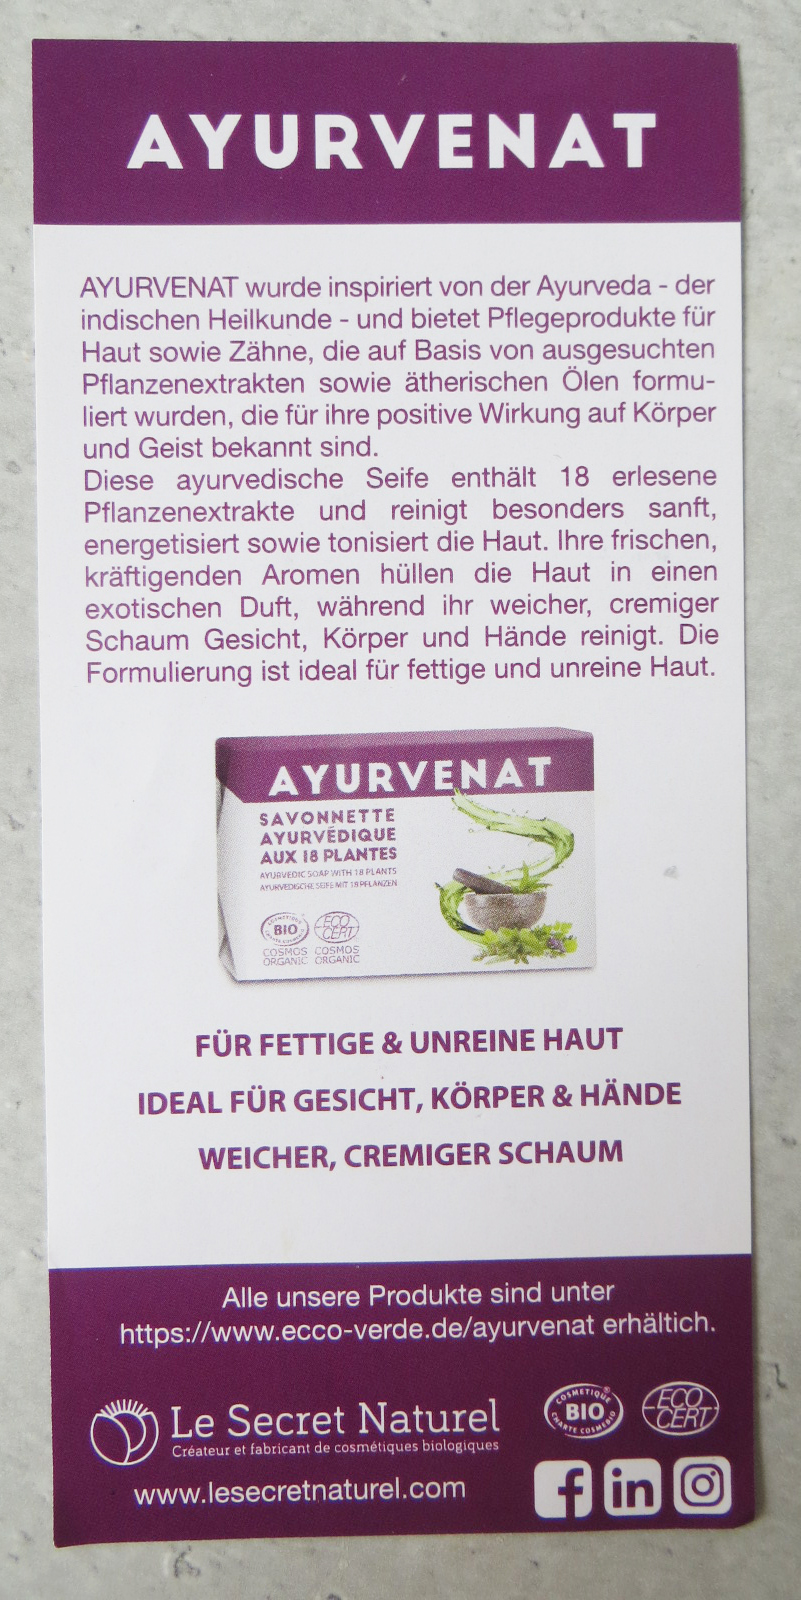 AYURVENAT
AYURVENAT wurde inspiriert von der Ayurveda - der
indischen Heilkunde - und bietet Pflegeprodukte für
Haut sowie Zähne, die auf Basis von ausgesuchten
Pflanzenextrakten sowie ätherischen Ölen formu-
liert wurden, die für ihre positive Wirkung auf Körper
und Geist bekannt sind.
Diese ayurvedische Seife enthält 18 erlesene
Pflanzenextrakte und reinigt besonders sanft,
energetisiert sowie tonisiert die Haut. Ihre frischen,
kräftigenden Aromen hüllen die Haut in einen
exotischen Duft, während ihr weicher, cremiger
Schaum Gesicht, Körper und Hände reinigt. Die
Formulierung ist ideal für fettige und unreine Haut.
AYURVENAT
SAVONNETTE
AYURVÉDIQUE
AUX 18 PLANTES
AYURVEDIC SOAP WITH 18 PLANTS
AYURVEDISCHE SEIFE MIT 18 PFLANZEN
COSMETIQUE
BIO
CHARTE COSMEBIO
ECO
CERT
COSMOS COSMOS
ORGANIC ORGANIC
FÜR FETTIGE & UNREINE HAUT
IDEAL FÜR GESICHT, KÖRPER & HÄNDE
WEICHER, CREMIGER SCHAUM
Alle unsere Produkte sind unter
https://www.ecco-verde.de/ayurvenat erhältich.
Le Secret Naturel
Créateur et fabricant de cosmétiques biologiques
www.lesecretnaturel.com
COSMETIQUE
BIO
CHARTE COSMEBIO
ECO
CERT
f in